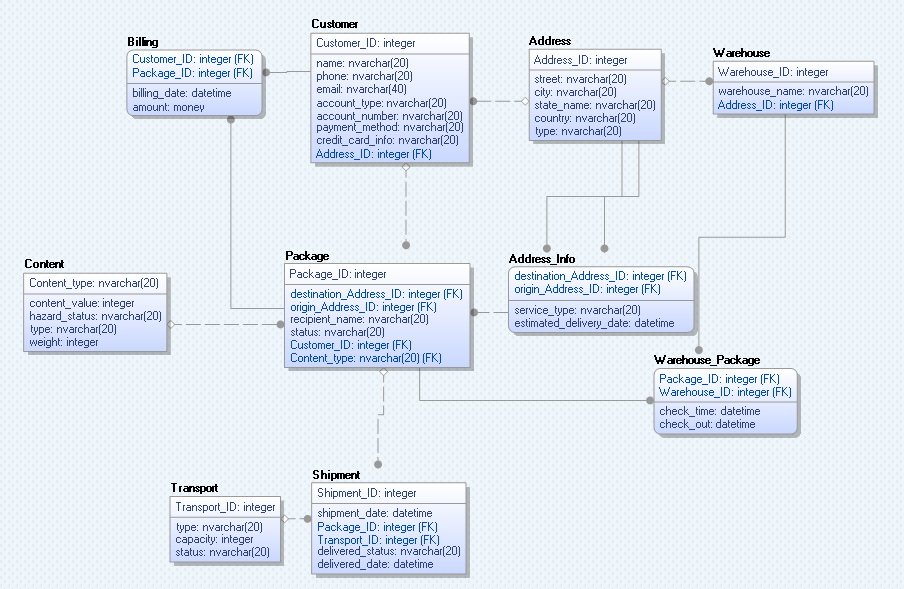 Billing
Customer_ID: integer (FK)
Package_ID: integer (FK)
billing_date: datetime
amount: money
Customer
Customer_ID: integer
name: nvarchar(20)
phone: nvarchar(20)
email: nvarchar(40)
account_type: nvarchar(20)
account_number: nvarchar(20)
payment_method: nvarchar(20)
credit_card_info: nvarchar(20)
Address_ID: integer (FK)
Address
Address_ID: integer
street: nvarchar(20)
city: nvarchar(20)
state_name: nvarchar(20)
country: nvarchar(20)
type: nvarchar(20)
Warehouse
Warehouse_ID: integer
warehouse_name: nvarchar(20)
Address_ID: integer (FK)
Content
Content_type: nvarchar(20)
content_value: integer
hazard_status: nvarchar(20)
type: nvarchar(20)
weight: integer
Package
Package_ID: integer
destination_Address_ID: integer (FK)
origin_Address_ID: integer (FK)
recipient_name: nvarchar(20)
status: nvarchar(20)
Customer_ID: integer (FK)
Content_type: nvarchar(20) (FK)
Address_Info
destination_Address_ID: integer (FK)
origin_Address_ID: integer (FK)
service_type: nvarchar(20)
estimated_delivery_date: datetime
Warehouse_Package
Package_ID: integer (FK)
Warehouse_ID: integer (FK)
check_time: datetime
check_out: datetime
Transport
Transport_ID: integer
type: nvarchar(20)
capacity: integer
status: nvarchar(20)
Shipment
Shipment_ID: integer
shipment_date: datetime
Package_ID: integer (FK)
Transport_ID: integer (FK)
delivered_status: nvarchar(20)
delivered_date: datetime